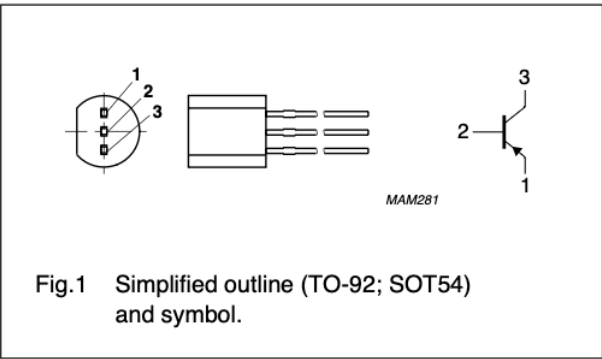 1
2
3
3
2
1
MAM281
Fig.1 Simplified outline (TO-92; SOT54)
and symbol.